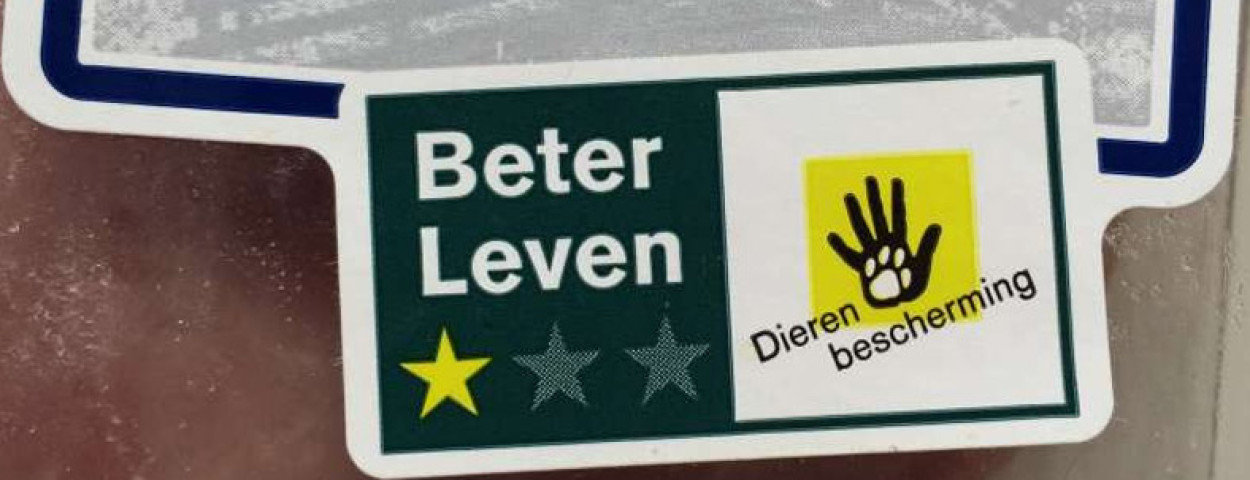 Beter
Leven
Dieren
bescherming